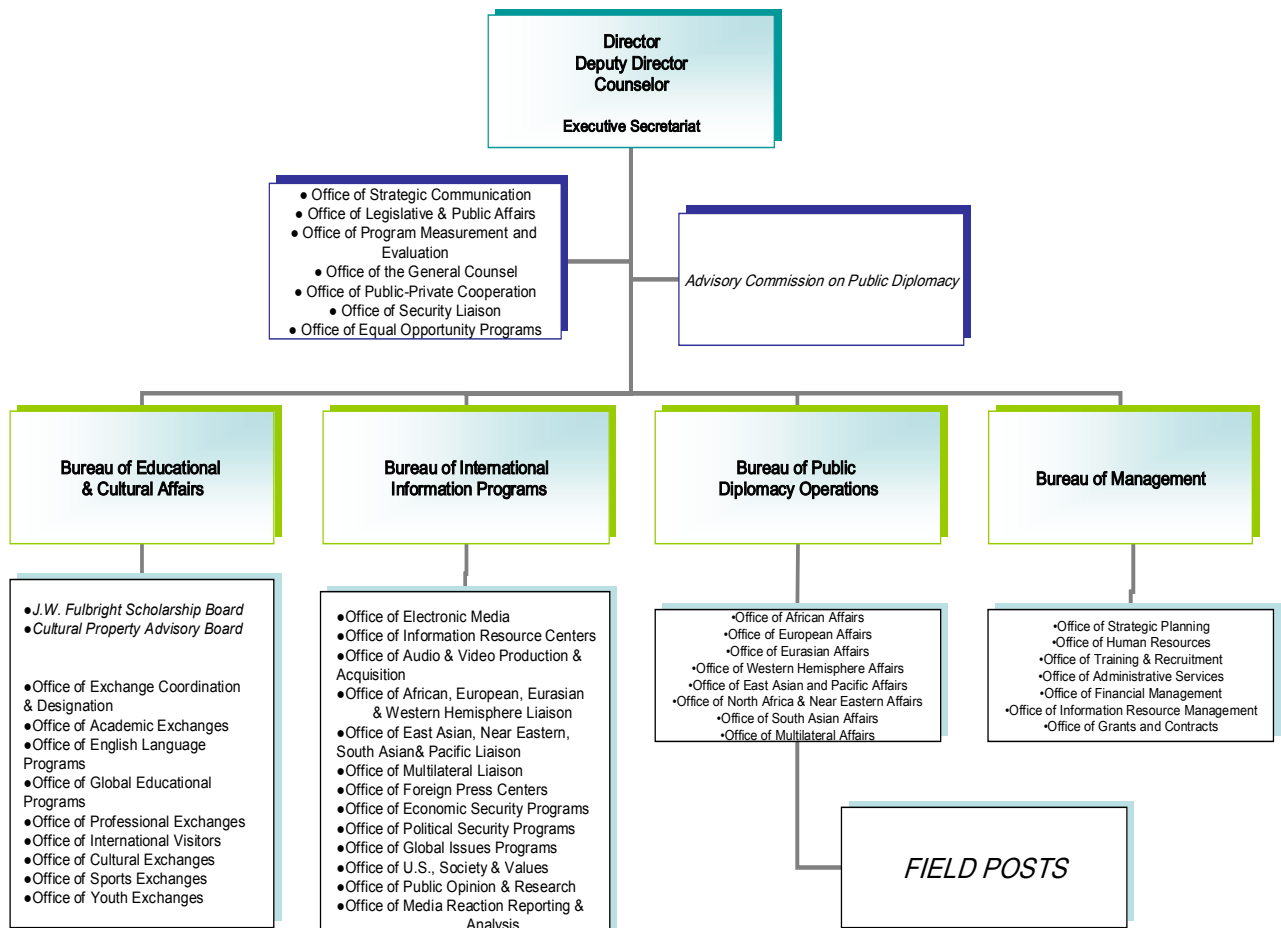 Director
Deputy Director
Counselor
Executive Secretariat
● Office of Strategic Communication
● Office of Legislative & Public Affairs
● Office of Program Measurement and
Evaluation
● Office of the General Counsel
● Office of Public-Private Cooperation
● Office of Security Liaison
● Office of Equal Opportunity Programs
Advisory Commission on Public Diplomacy
Bureau of Educational
& Cultural Affairs
Bureau of International
Information Programs
Bureau of Public
Diplomacy Operations
Bureau of Management
●J.W. Fulbright Scholarship Board
●Cultural Property Advisory Board
●Office of Exchange Coordination
& Designation
●Office of Academic Exchanges
●Office of English Language
Programs
●Office of Global Educational
Programs
●Office of Professional Exchanges
●Office of International Visitors
●Office of Cultural Exchanges
●Office of Sports Exchanges
●Office of Youth Exchanges
●Office of Electronic Media
●Office of Information Resource Centers
●Office of Audio & Video Production &
Acquisition
●Office of African, European, Eurasian
& Western Hemisphere Liaison
●Office of East Asian, Near Eastern,
South Asian& Pacific Liaison
●Office of Multilateral Liaison
●Office of Foreign Press Centers
●Office of Economic Security Programs
●Office of Political Security Programs
●Office of Global Issues Programs
●Office of U.S., Society & Values
●Office of Public Opinion & Research
●Office of Media Reaction Reporting &
Analysis
•Office of African Affairs
•Office of European Affairs
•Office of Eurasian Affairs
•Office of Western Hemisphere Affairs
•Office of East Asian and Pacific Affairs
•Office of North Africa & Near Eastern Affairs
•Office of South Asian Affairs
•Office of Multilateral Affairs
•Office of Strategic Planning
•Office of Human Resources
•Office of Training & Recruitment
•Office of Administrative Services
•Office of Financial Management
•Office of Information Resource Management
•Office of Grants and Contracts
FIELD POSTS